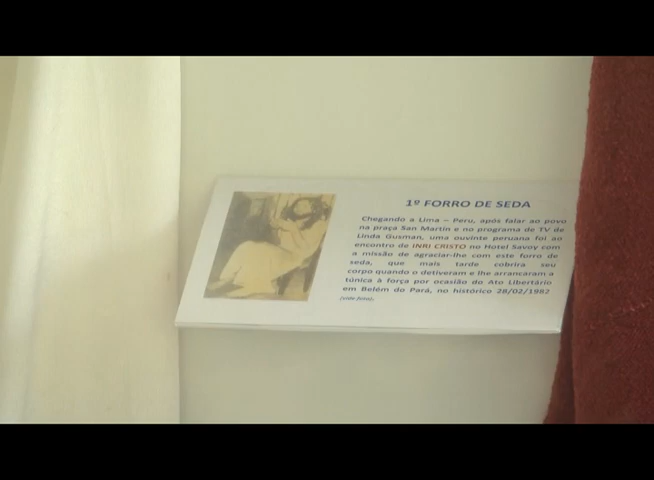 1º FORRO DE SEDA
Chegando a Lima – Peru, após falar ao povo
na praça San Martin e no programa de TV de
Linda Gusman, uma ouvinte peruana foi ao
encontro de INRI CRISTO no Hotel Savoy com
a missão de agraciar-lhe com este forro de
seda, que mais tarde cobriria seu
corpo quando o detiveram e lhe arrancaram a
túnica à força por ocasião do Ato Libertário
em Belém do Pará, no histórico 28/02/1982
(vide foto).